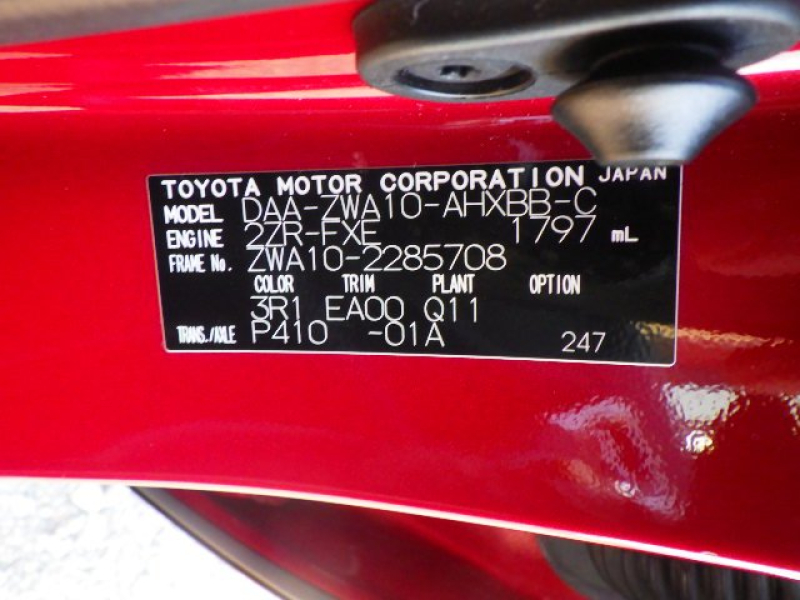 TOYOTA MOTOR CORPORATION JAPAN
MODEL DAA-ZWA10-AHXBB-C
ENGINE 2ZR-FXE 1797 mL
FRAME No. ZWA10-2285708
COLOR TRIM PLANT OPTION
3R1 EA00 Q11
TRANS./AXLE P410 -01A 247